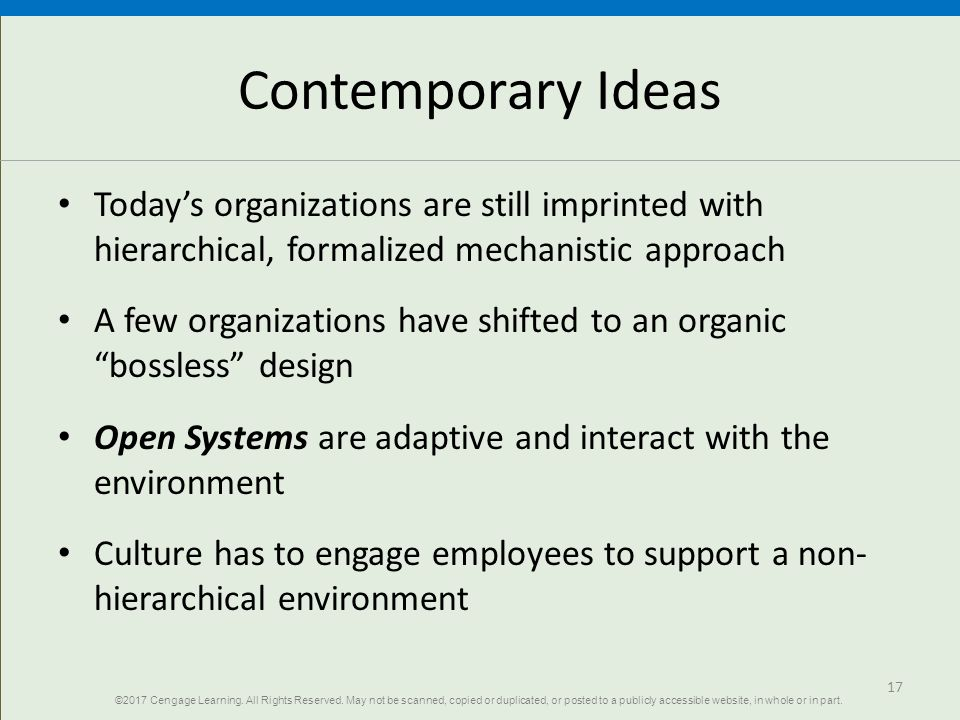 Contemporary Ideas
• Today’s organizations are still imprinted with
hierarchical, formalized mechanistic approach
• A few organizations have shifted to an organic
“bossless” design
• Open Systems are adaptive and interact with the
environment
• Culture has to engage employees to support a non-
hierarchical environment
17
©2017 Cengage Learning. All Rights Reserved. May not be scanned, copied or duplicated, or posted to a publicly accessible website, in whole or in part.